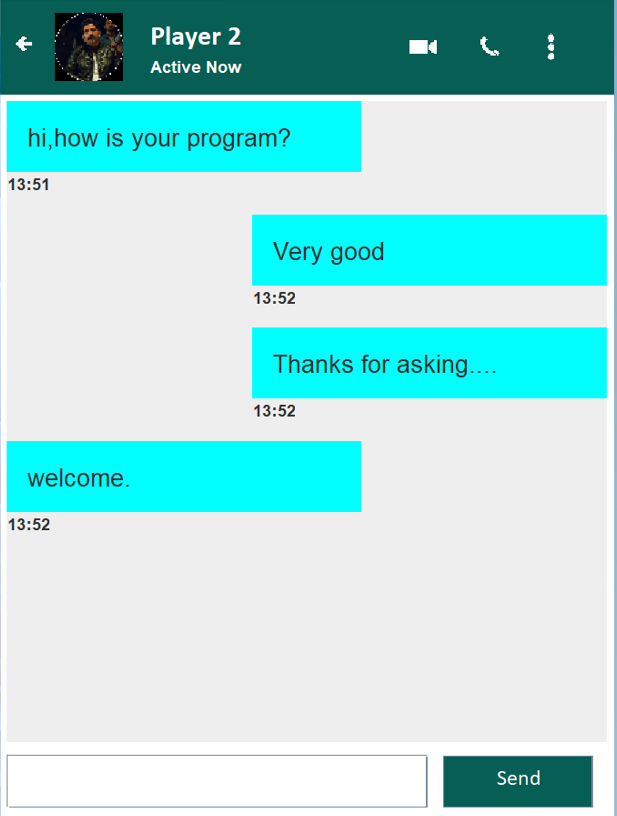 Player 2
Active Now
hi,how is your program?
13:51
Very good
13:52
Thanks for asking....
13:52
welcome.
13:52
Send